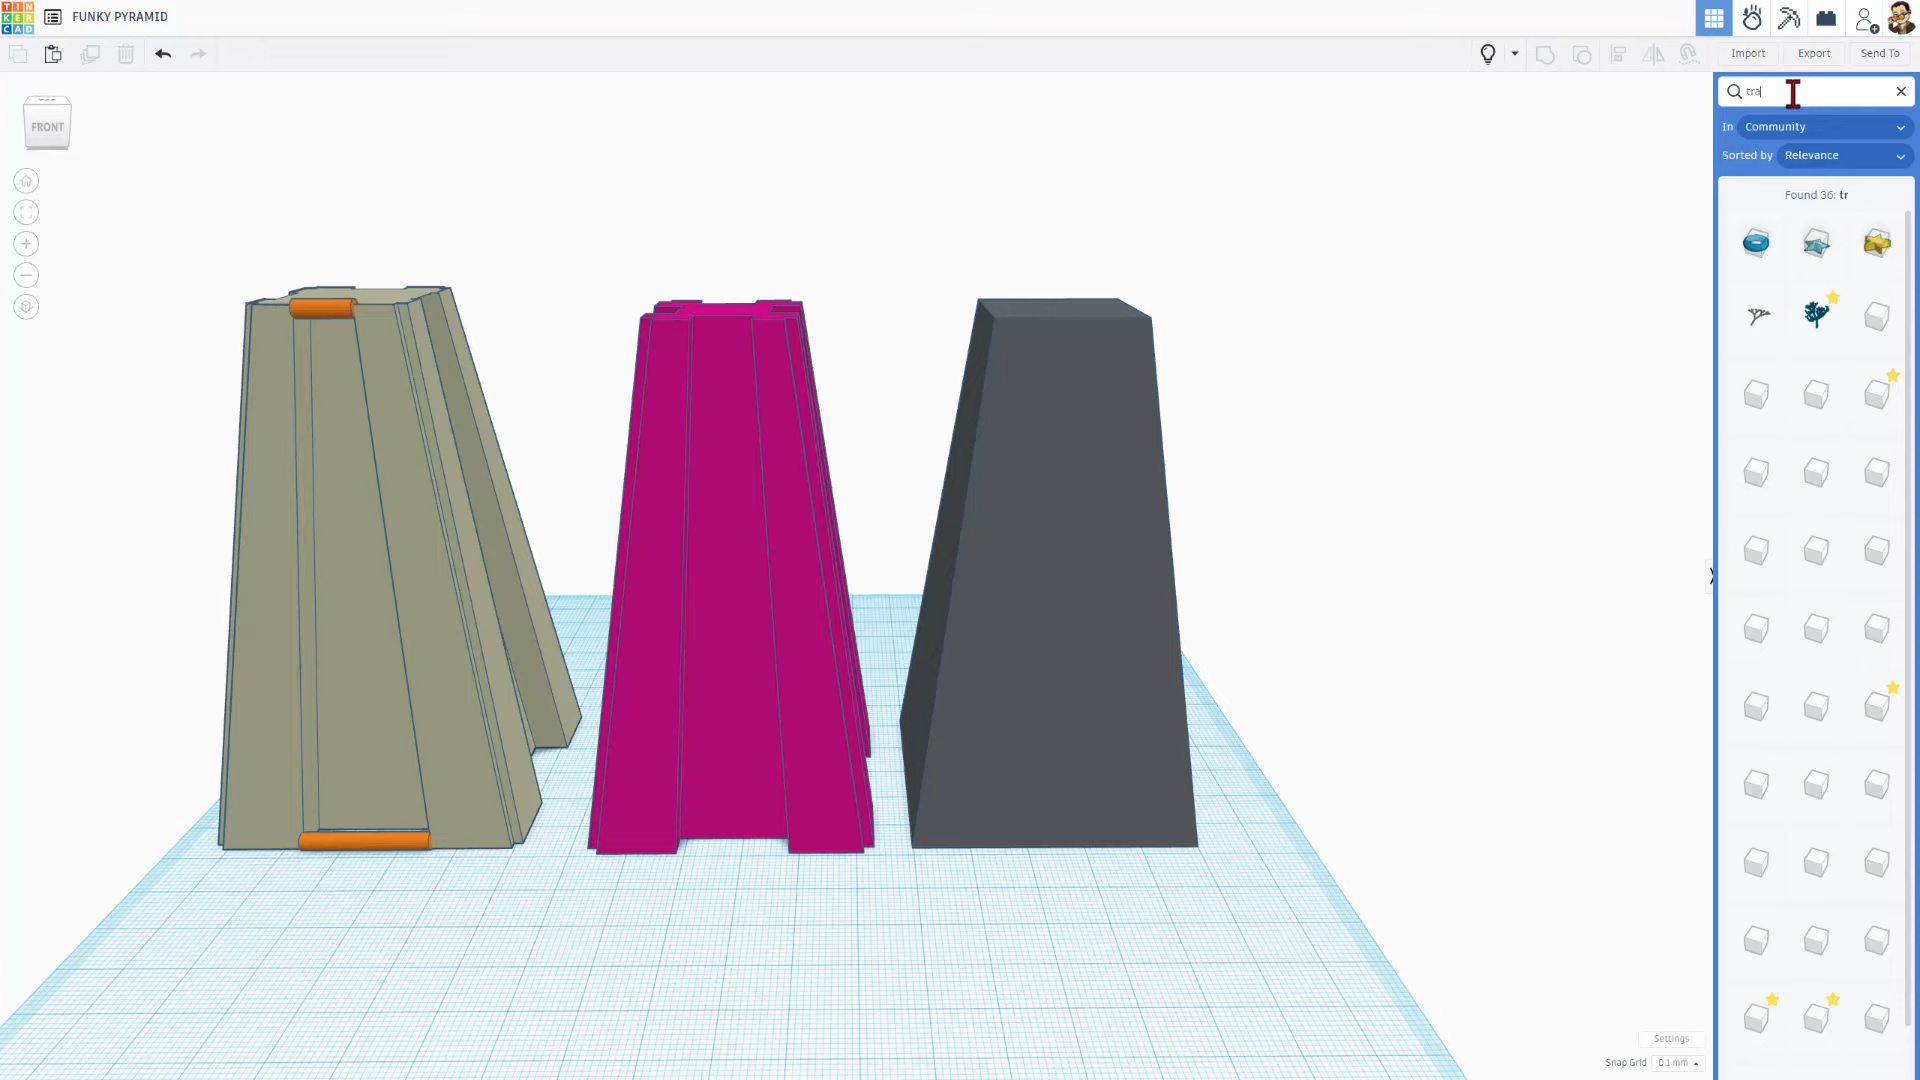 TIN
KER
CAD
FUNKY PYRAMID
Import
Export
Send To
TOP
FRONT
tra
In
Community
Sorted by
Relevance
Found 36: tr
Settings
Snap Grid
0.1 mm